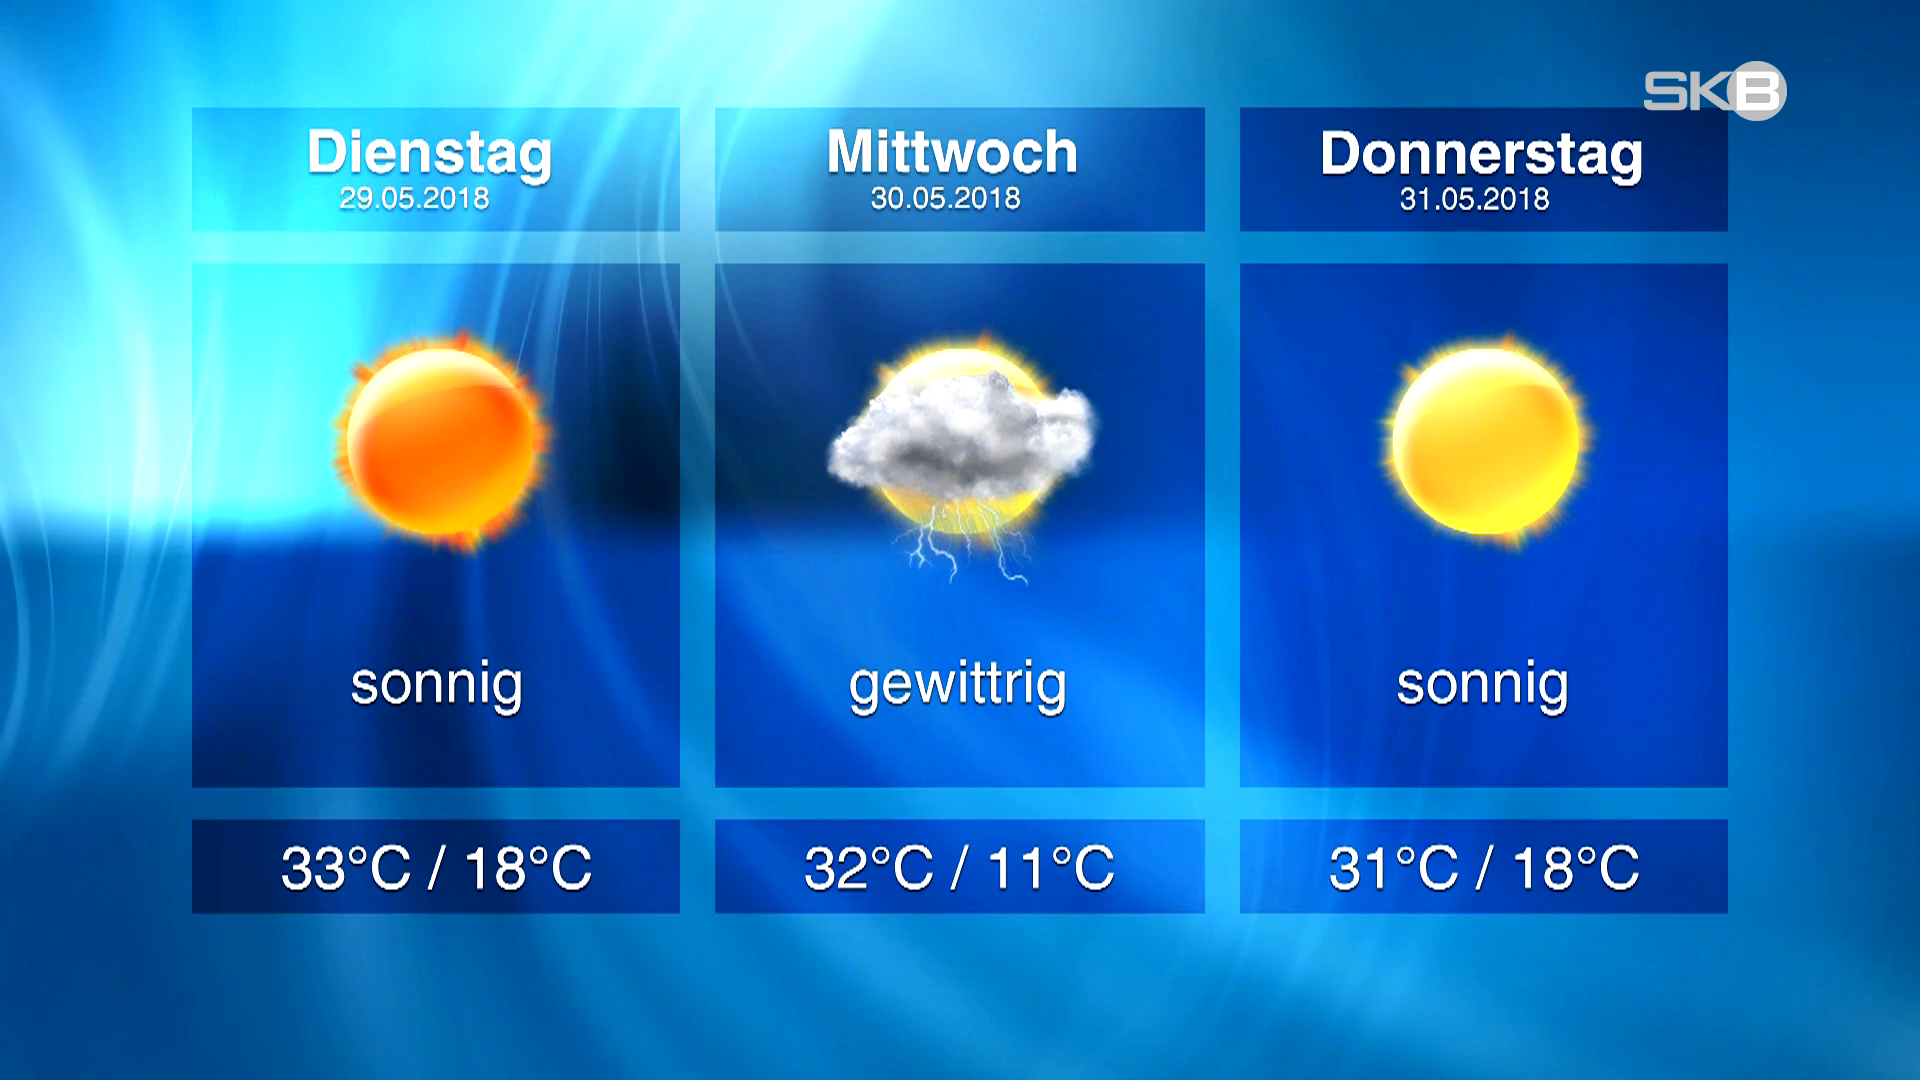 SKB
Dienstag
29.05.2018
Mittwoch
30.05.2018
Donnerstag
31.05.2018
sonnig
gewittrig
sonnig
33°C / 18°C
32°C / 11°C
31°C / 18°C